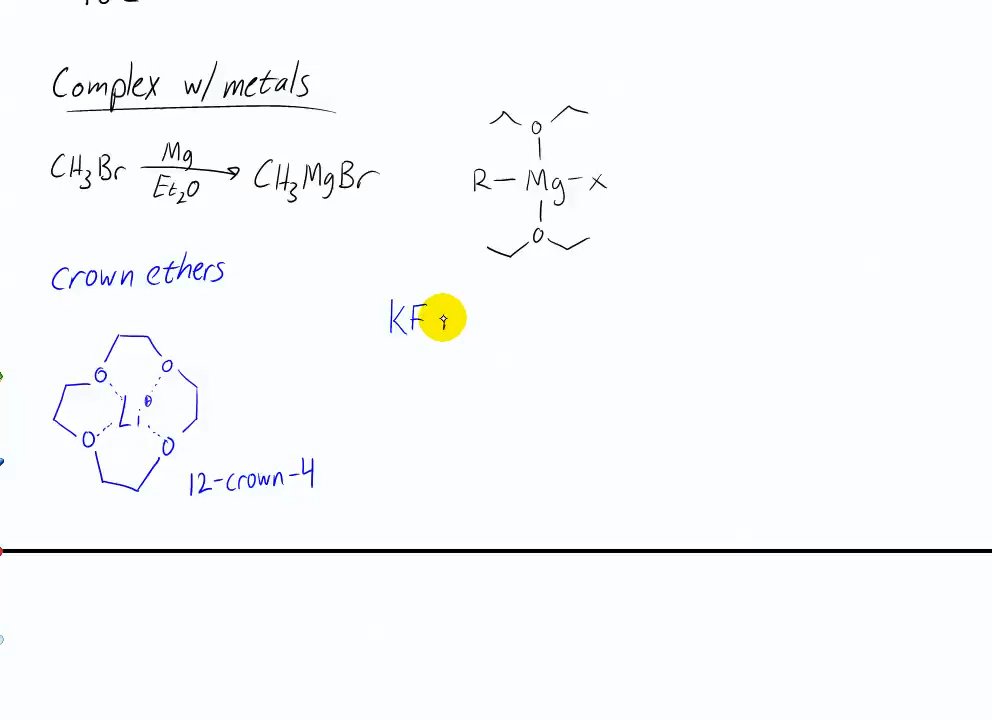 Complex w/ metals
CH₃Br Mg Et₂O → CH₃MgBr
O
R-Mg-X
O
crown ethers
KF
O O
Li⊕
O O
12-crown-4